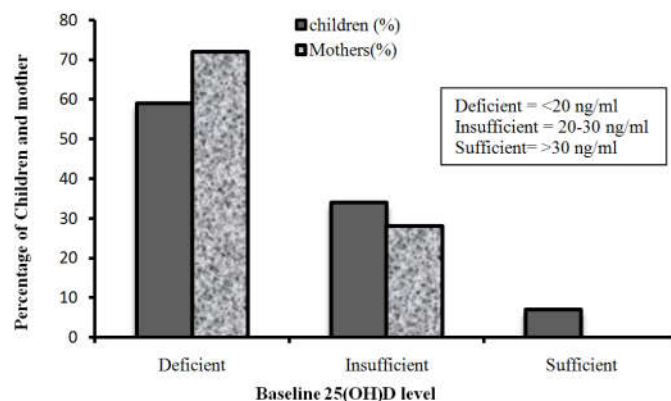 80
70
60
50
40
30
20
10
0
Percentage of Children and mother
children (%)
Mothers(%)
Deficient = <20 ng/ml
Insufficient = 20-30 ng/ml
Sufficient= >30 ng/ml
Deficient Insufficient Sufficient
Baseline 25(OH)D level